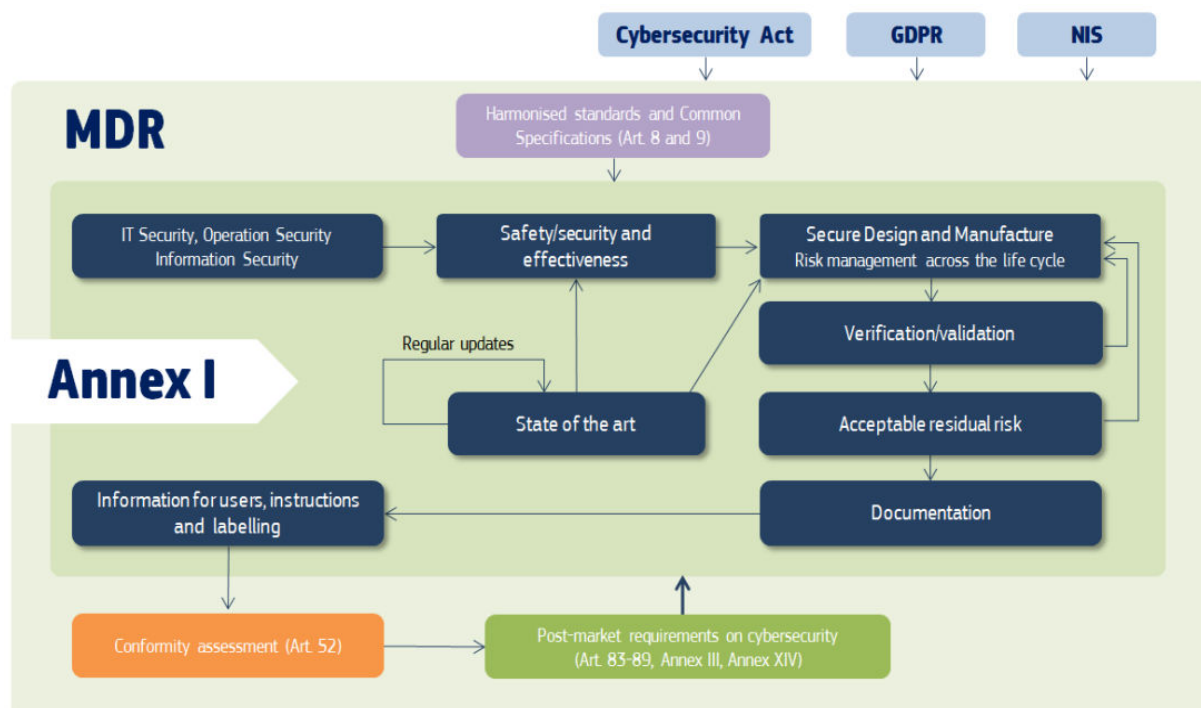 Cybersecurity Act
GDPR
NIS
MDR
Harmonised standards and Common
Specifications (Art. 8 and 9)
IT Security, Operation Security
Information Security
Safety/security and
effectiveness
Secure Design and Manufacture
Risk management across the life cycle
Verification/validation
Regular updates
Annex I
State of the art
Acceptable residual risk
Information for users, instructions
and labelling
Documentation
Conformity assessment (Art. 52)
Post-market requirements on cybersecurity
(Art. 83-89, Annex III, Annex XIV)